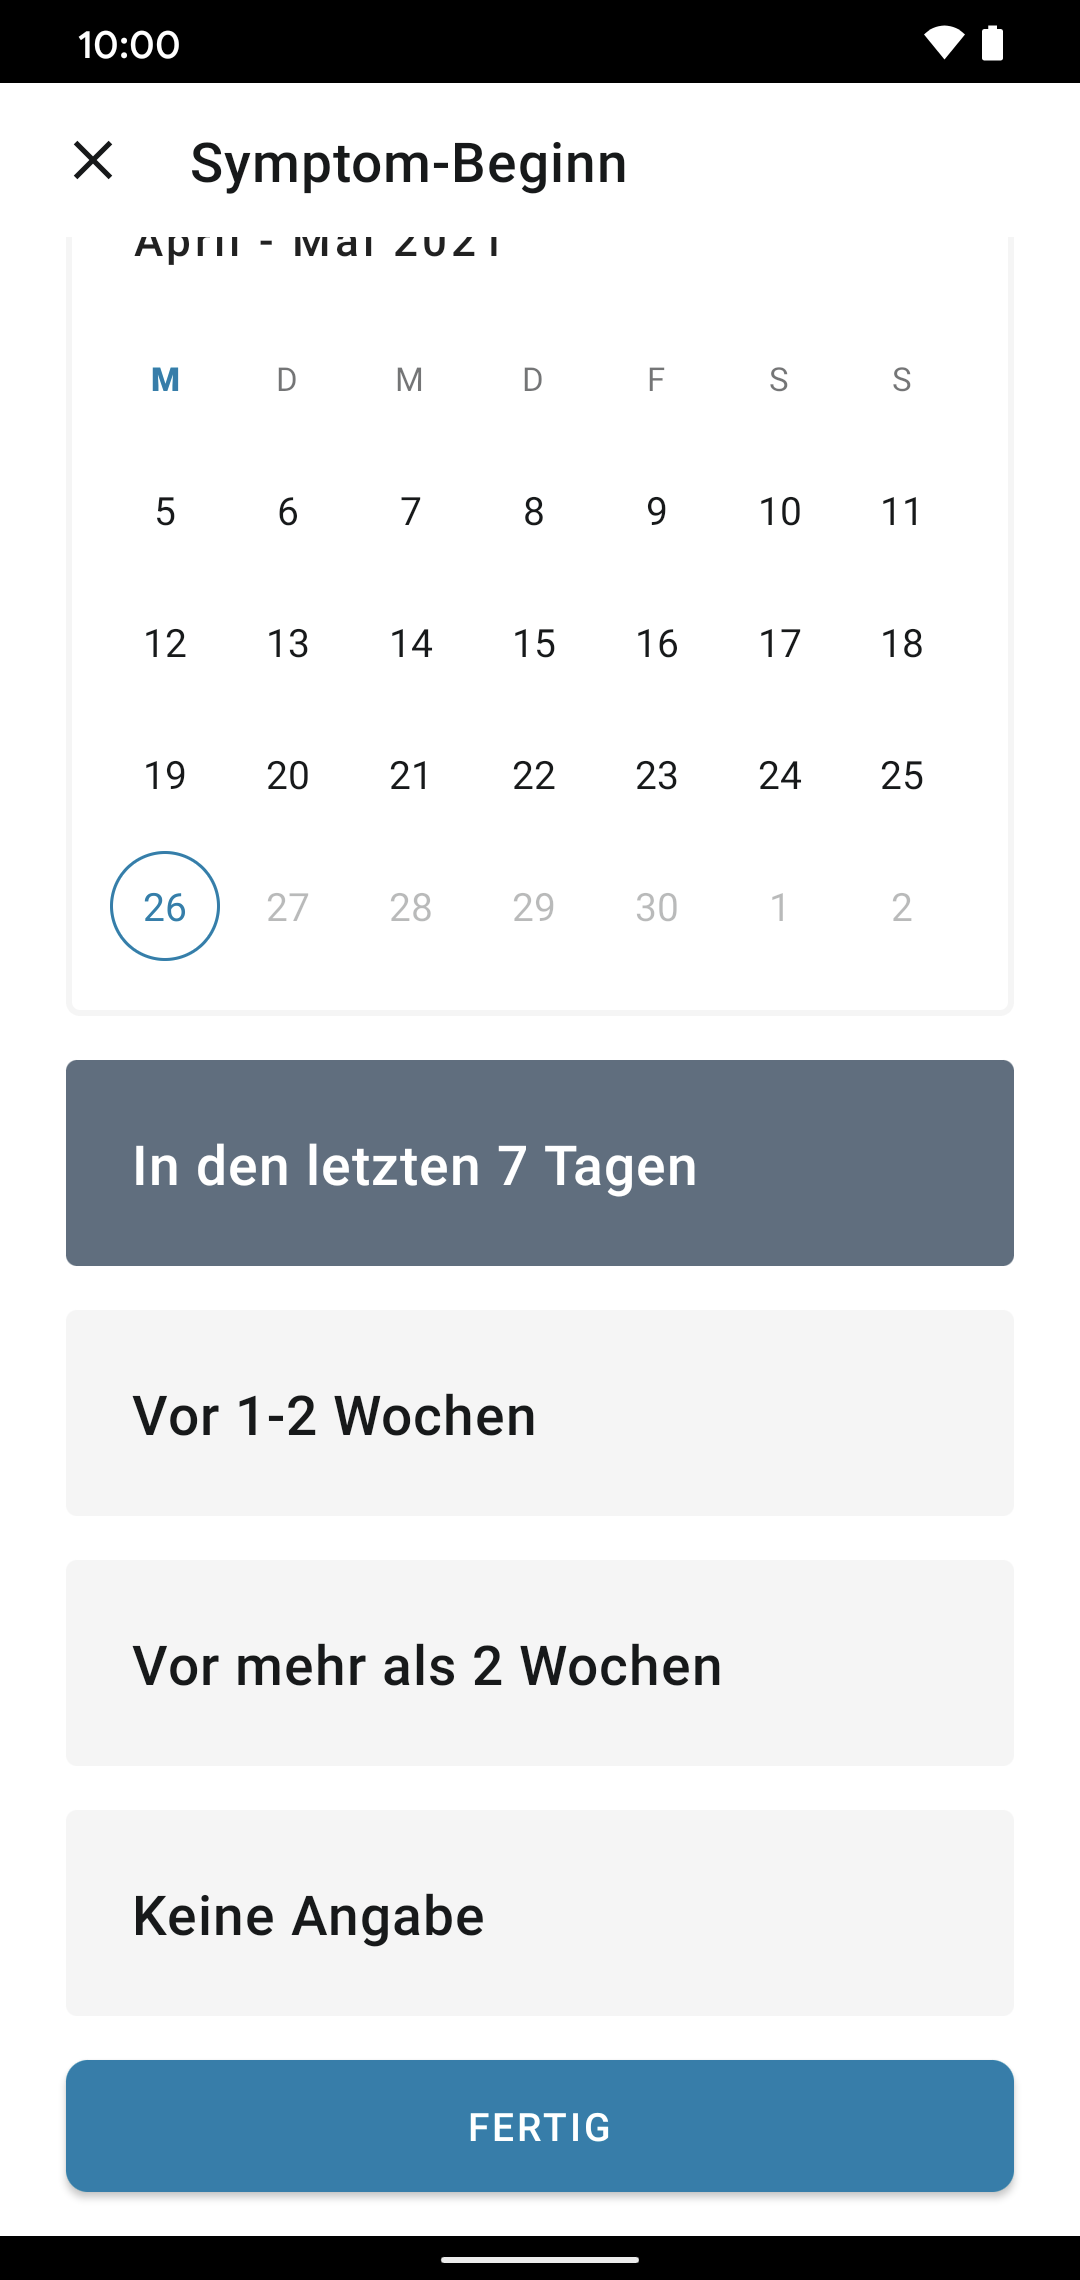 10:00
Symptom-Beginn
April - Mai 2021
M D M D F S S
5 6 7 8 9 10 11
12 13 14 15 16 17 18
19 20 21 22 23 24 25
26 27 28 29 30 1 2
In den letzten 7 Tagen
Vor 1-2 Wochen
Vor mehr als 2 Wochen
Keine Angabe
FERTIG